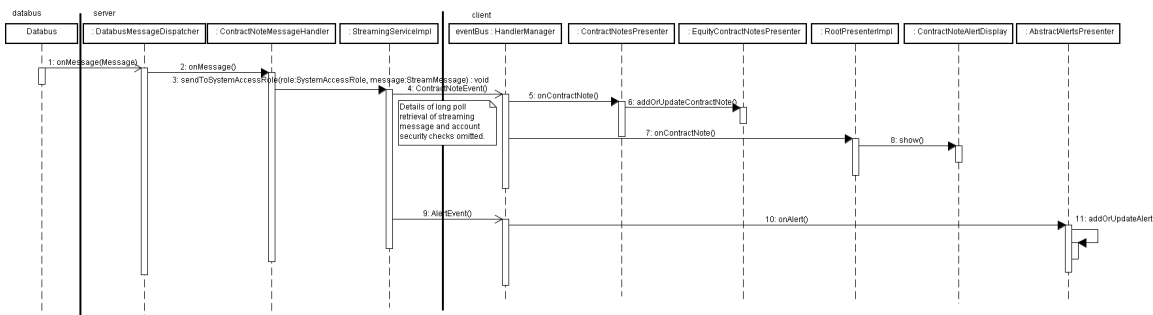 databus
server
client
Databus
: DatabusMessageDispatcher
: ContractNoteMessageHandler
: StreamingServiceImpl
eventBus : HandlerManager
: ContractNotesPresenter
: EquityContractNotesPresenter
: RootPresenterImpl
: ContractNoteAlertDisplay
: AbstractAlertsPresenter
1: onMessage(Message)
2: onMessage()
3: sendToSystemAccessRole(role:SystemAccessRole, message:StreamMessage) : void
4: ContractNoteEvent()
5: onContractNote()
6: addOrUpdateContractNote()
Details of long poll
retrieval of streaming
message and account
security checks omitted.
7: onContractNote()
8: show()
9: AlertEvent()
10: onAlert()
11: addOrUpdateAlert